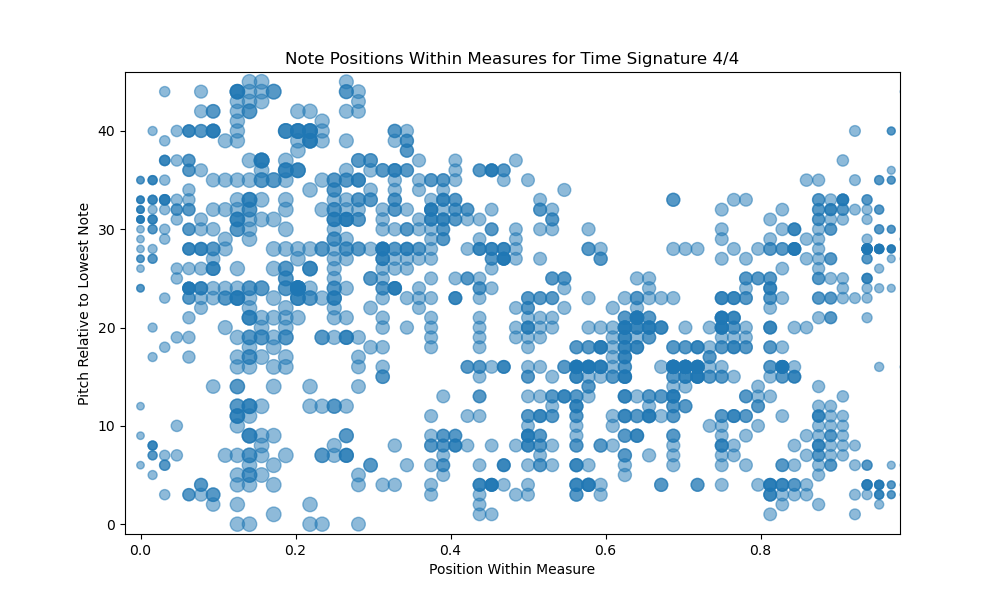 Note Positions Within Measures for Time Signature 4/4
Pitch Relative to Lowest Note
40
30
20
10
0
0.0 0.2 0.4 0.6 0.8
Position Within Measure